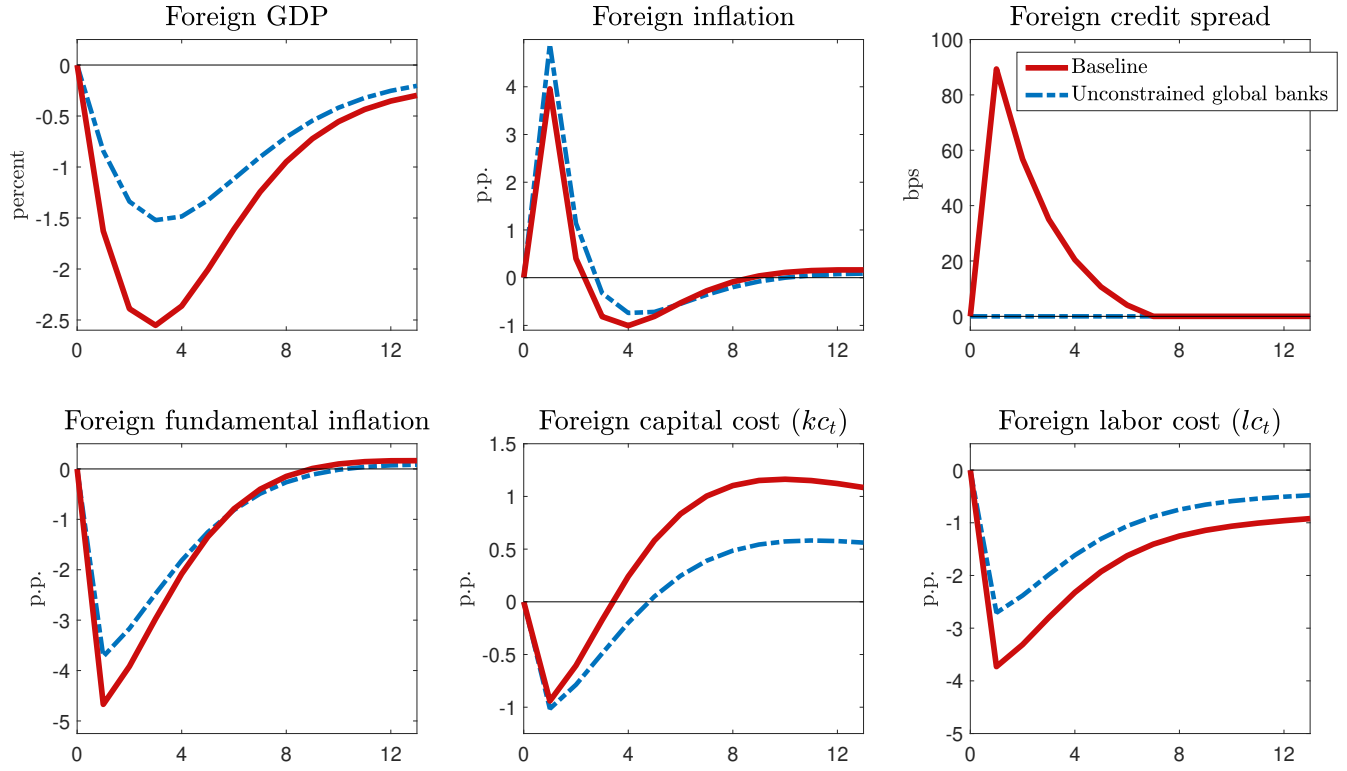 Foreign GDP
percent
0
-0.5
-1
-1.5
-2
-2.5
0 4 8 12
Foreign inflation
p.p.
4
3
2
1
0
-1
0 4 8 12
Foreign credit spread
bps
100
80
60
40
20
0
0 4 8 12
Baseline
Unconstrained global banks
Foreign fundamental inflation
p.p.
0
-1
-2
-3
-4
-5
0 4 8 12
Foreign capital cost (kc_t)
p.p.
1.5
1
0.5
0
-0.5
-1
0 4 8 12
Foreign labor cost (lc_t)
p.p.
0
-1
-2
-3
-4
-5
0 4 8 12